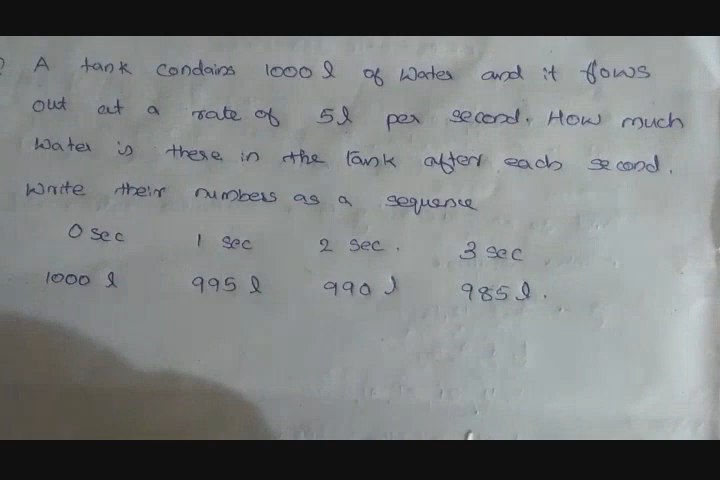 ? A tank condains 1000 l of water and it flows
out at a rate of 5l per second. How much
water is there in the tank after each second.
Write their numbers as a sequence
0 sec 1 sec 2 sec. 3 sec
1000 l 995 l 990 l 985 l.